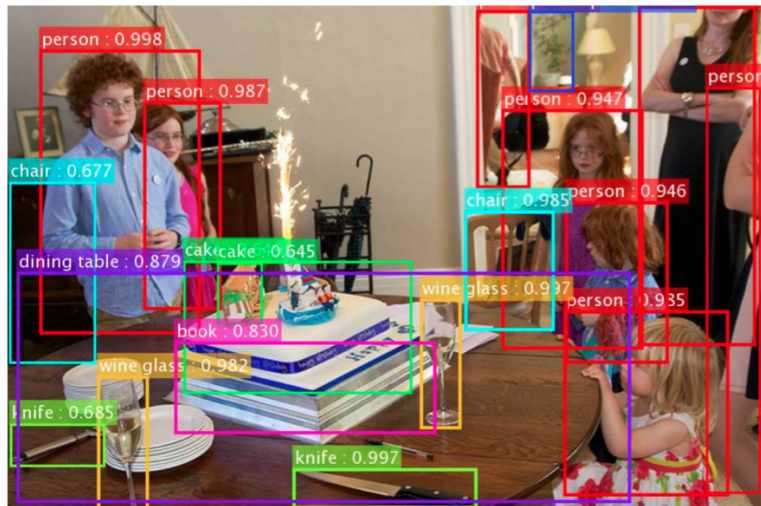 person : 0.998
person : 0.987
person : 0.947
person
chair : 0.677
chair : 0.985
person : 0.946
dining table : 0.879
cake
cake : 0.645
wine glass : 0.997
person : 0.935
book : 0.830
wine glass : 0.982
knife : 0.685
knife : 0.997